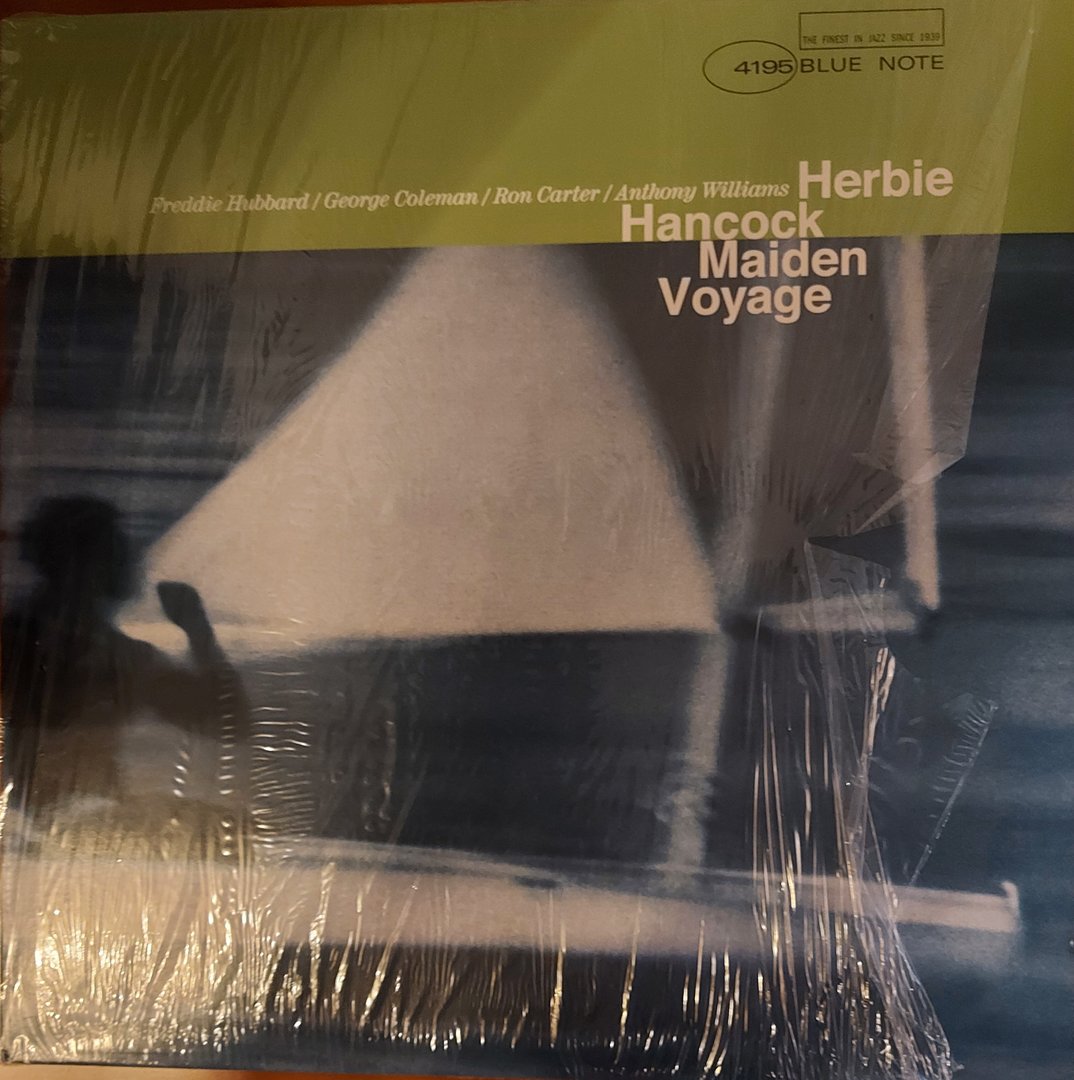 THE FINEST IN JAZZ SINCE 1939
4195 BLUE NOTE
Freddie Hubbard / George Coleman / Ron Carter / Anthony Williams Herbie
Hancock
Maiden
Voyage